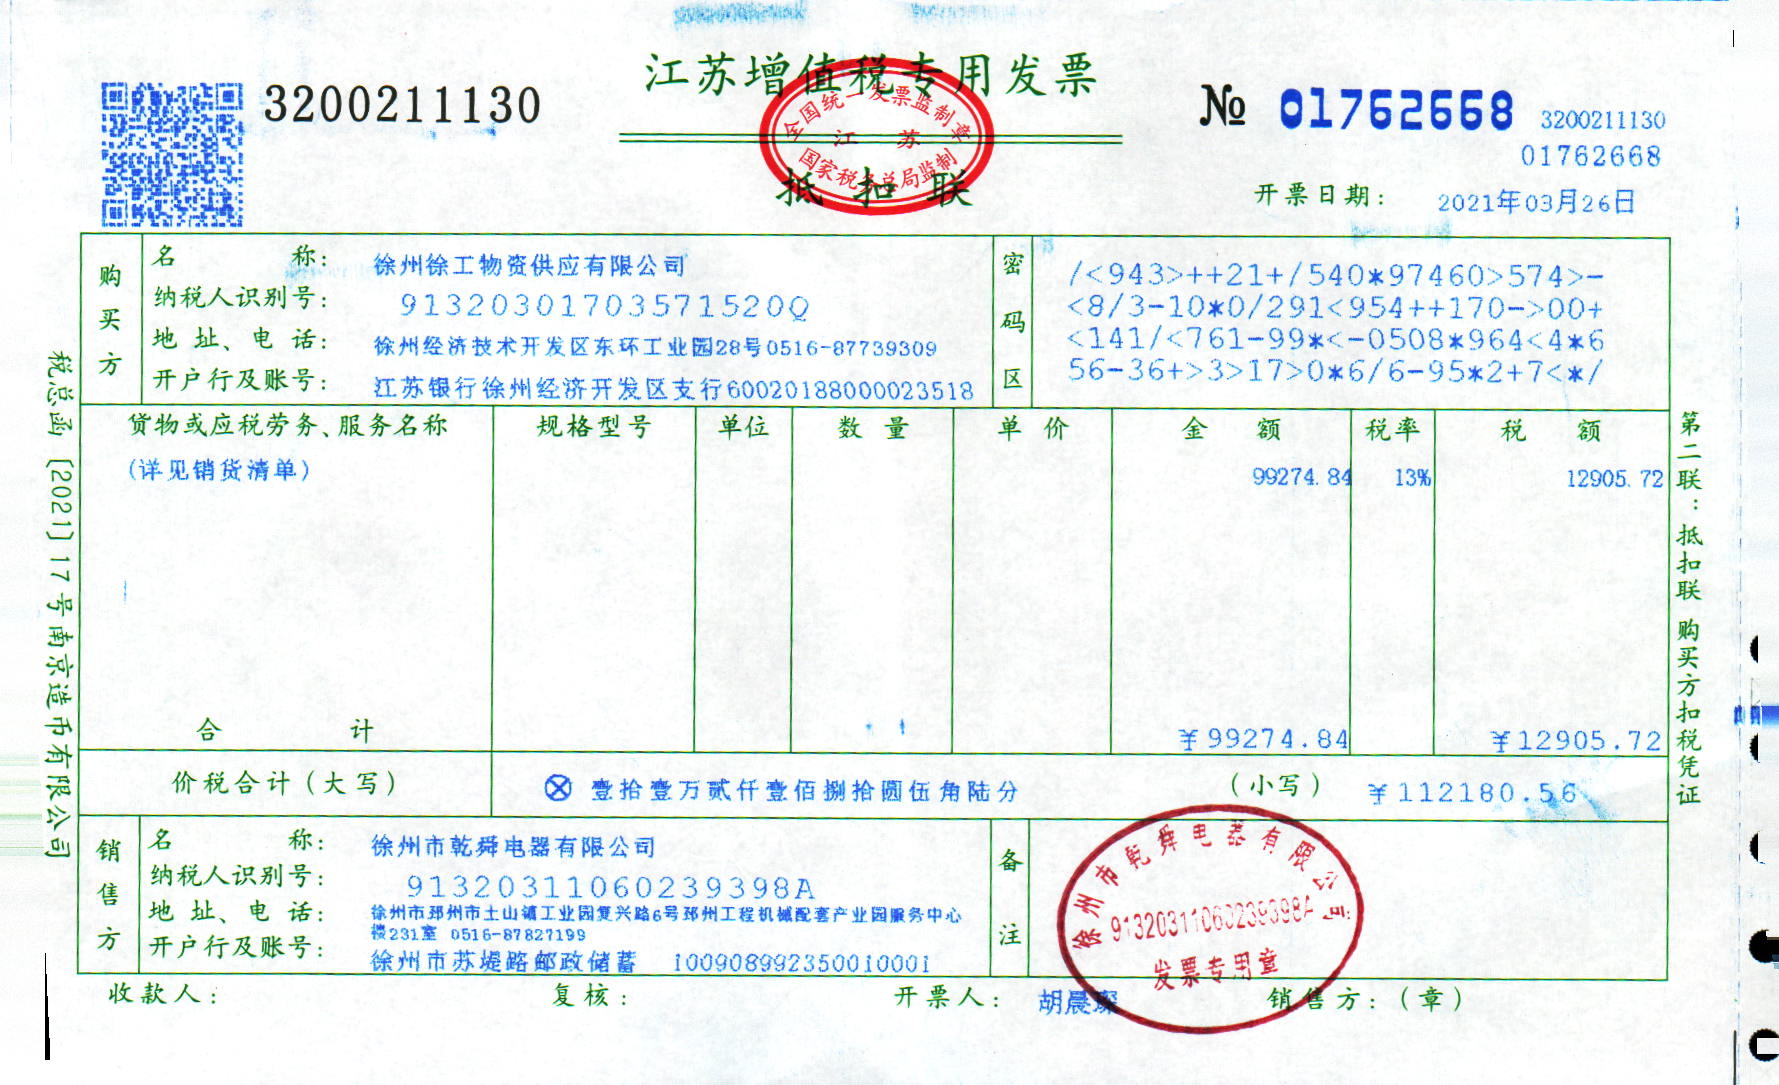 江苏增值税专用发票
3200211130
№ 01762668
3200211130
01762668
全国统一发票监制章
江 苏
国家税务总局监制
抵 扣 联
开票日期: 2021年03月26日
购买方
名 称: 徐州徐工物资供应有限公司
纳税人识别号: 91320301703571520Q
地 址、电 话: 徐州经济技术开发区东环工业园28号0516-87739309
开户行及账号: 江苏银行徐州经济开发区支行60020188000023518
密码区
/<943>++21+/540*97460>574>-
<8/3-10*0/291<954++170->00+
<141/<761-99*<-0508*964<4*6
56-36+>3>17>0*6/6-95*2+7<*/
货物或应税劳务、服务名称 规格型号 单位 数 量 单 价 金 额 税率 税 额
(详见销货清单) 99274.84 13% 12905.72
合 计 ¥99274.84 ¥12905.72
价税合计(大写) ⊗ 壹拾壹万贰仟壹佰捌拾圆伍角陆分 (小写) ¥112180.56
销售方
名 称: 徐州市乾舜电器有限公司
纳税人识别号: 91320311060239398A
地 址、电 话: 徐州市邳州市土山镇工业园复兴路6号邳州工程机械配套产业园服务中心
楼231室 0516-87827199
开户行及账号: 徐州市苏堤路邮政储蓄 100908992350010001
备注
徐州市乾舜电器有限公司
91320311060239398A
发票专用章
收款人: 复核: 开票人: 胡晨琛 销售方:(章)
税总函〔2021〕17号南京造币有限公司
第二联:抵扣联 购买方扣税凭证